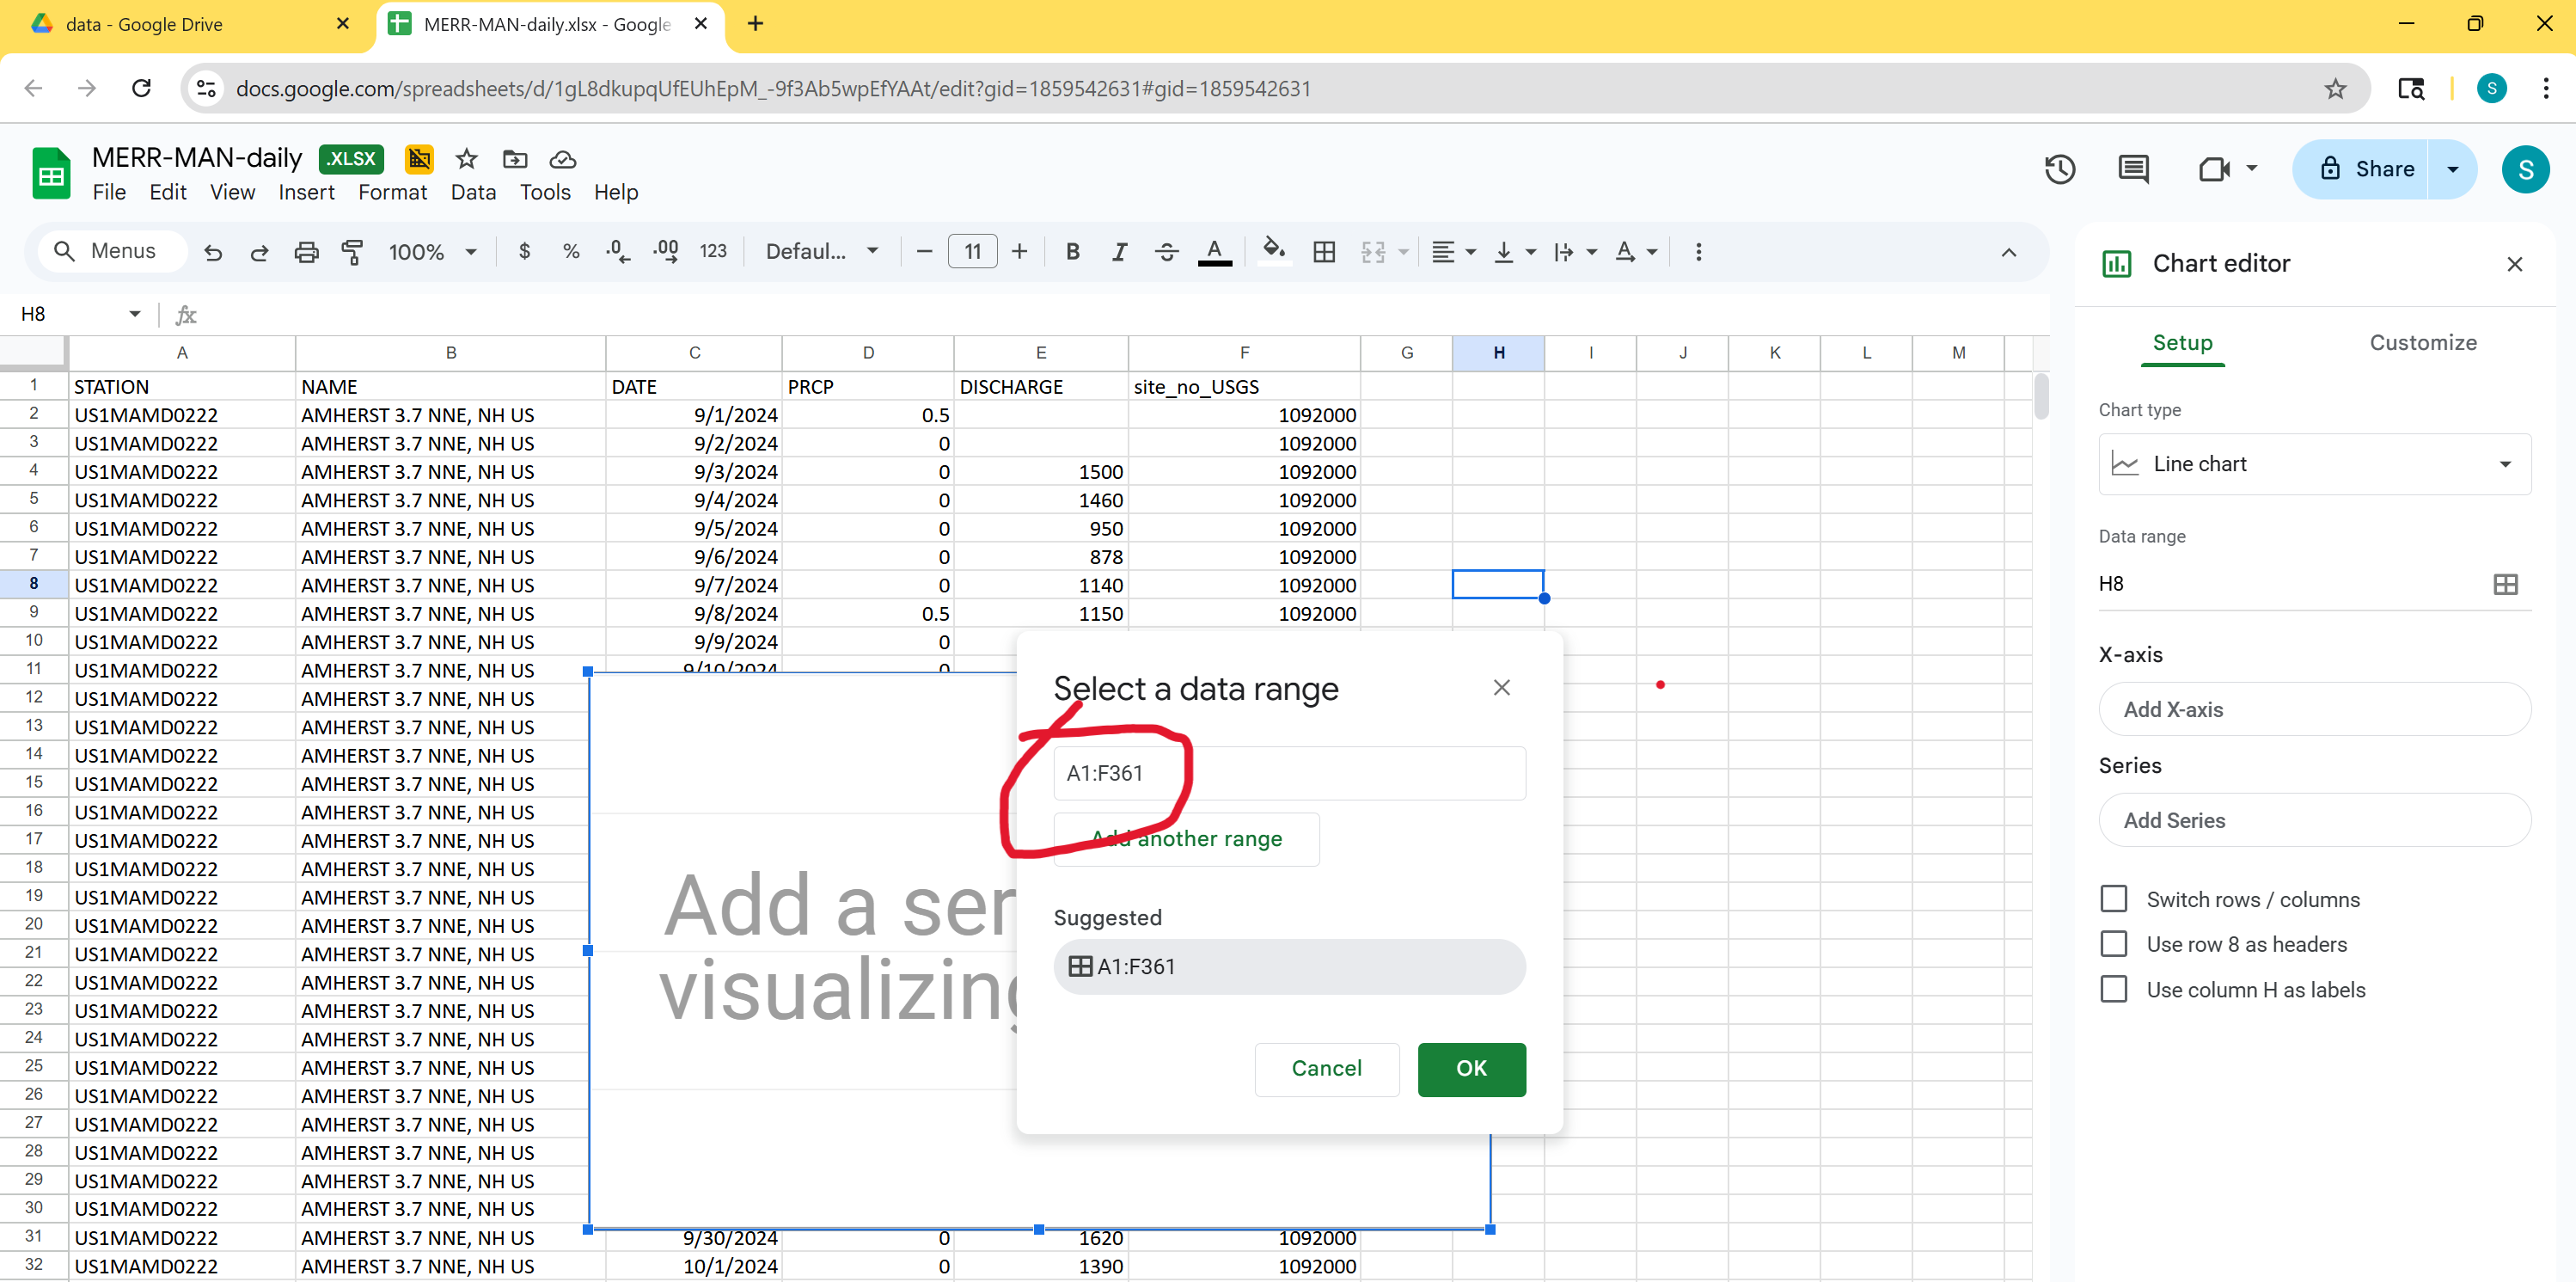 data - Google Drive
MERR-MAN-daily.xlsx - Google
docs.google.com/spreadsheets/d/1gL8dkupqUfEUhEpM_-9f3Ab5wpEfYAAt/edit?gid=1859542631#gid=1859542631
S
MERR-MAN-daily .XLSX
File Edit View Insert Format Data Tools Help
Share
S
Menus 100% $ % .0 .00 123 Defaul... 11 B I A A
H8 fx
A B C D E F G H I J K L M
1 STATION NAME DATE PRCP DISCHARGE site_no_USGS
2 US1MAMD0222 AMHERST 3.7 NNE, NH US 9/1/2024 0.5 1092000
3 US1MAMD0222 AMHERST 3.7 NNE, NH US 9/2/2024 0 1092000
4 US1MAMD0222 AMHERST 3.7 NNE, NH US 9/3/2024 0 1500 1092000
5 US1MAMD0222 AMHERST 3.7 NNE, NH US 9/4/2024 0 1460 1092000
6 US1MAMD0222 AMHERST 3.7 NNE, NH US 9/5/2024 0 950 1092000
7 US1MAMD0222 AMHERST 3.7 NNE, NH US 9/6/2024 0 878 1092000
8 US1MAMD0222 AMHERST 3.7 NNE, NH US 9/7/2024 0 1140 1092000
9 US1MAMD0222 AMHERST 3.7 NNE, NH US 9/8/2024 0.5 1150 1092000
10 US1MAMD0222 AMHERST 3.7 NNE, NH US 9/9/2024 0
11 US1MAMD0222 AMHERST 3.7 NNE, NH US 9/10/2024 0
12 US1MAMD0222 AMHERST 3.7 NNE, NH US
13 US1MAMD0222 AMHERST 3.7 NNE, NH US
14 US1MAMD0222 AMHERST 3.7 NNE, NH US
15 US1MAMD0222 AMHERST 3.7 NNE, NH US
16 US1MAMD0222 AMHERST 3.7 NNE, NH US
17 US1MAMD0222 AMHERST 3.7 NNE, NH US
18 US1MAMD0222 AMHERST 3.7 NNE, NH US
19 US1MAMD0222 AMHERST 3.7 NNE, NH US
20 US1MAMD0222 AMHERST 3.7 NNE, NH US
21 US1MAMD0222 AMHERST 3.7 NNE, NH US
22 US1MAMD0222 AMHERST 3.7 NNE, NH US
23 US1MAMD0222 AMHERST 3.7 NNE, NH US
24 US1MAMD0222 AMHERST 3.7 NNE, NH US
25 US1MAMD0222 AMHERST 3.7 NNE, NH US
26 US1MAMD0222 AMHERST 3.7 NNE, NH US
27 US1MAMD0222 AMHERST 3.7 NNE, NH US
28 US1MAMD0222 AMHERST 3.7 NNE, NH US
29 US1MAMD0222 AMHERST 3.7 NNE, NH US
30 US1MAMD0222 AMHERST 3.7 NNE, NH US
31 US1MAMD0222 AMHERST 3.7 NNE, NH US 9/30/2024 0 1620 1092000
32 US1MAMD0222 AMHERST 3.7 NNE, NH US 10/1/2024 0 1390 1092000
Add a ser
visualizing
Select a data range
A1:F361
Add another range
Suggested
A1:F361
Cancel OK
Chart editor
Setup Customize
Chart type
Line chart
Data range
H8
X-axis
Add X-axis
Series
Add Series
Switch rows / columns
Use row 8 as headers
Use column H as labels